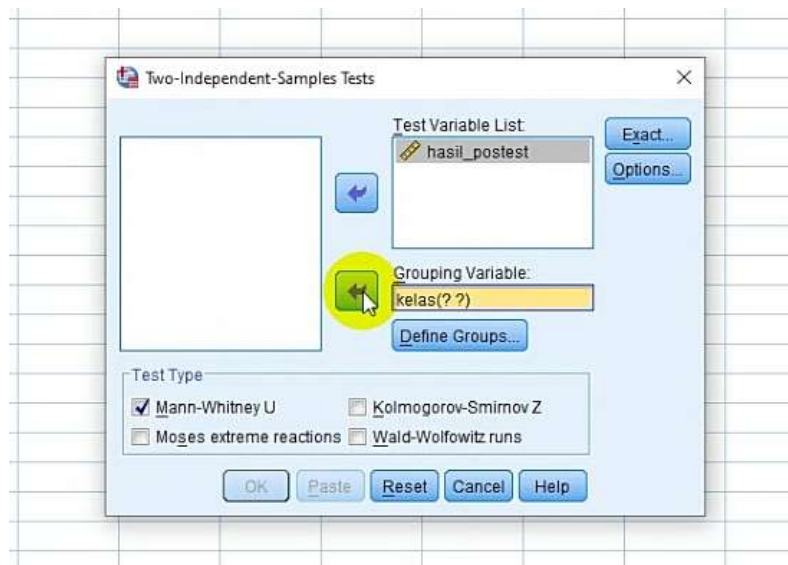 Two-Independent-Samples Tests
Test Variable List:
hasil_postest
Exact...
Options...
Grouping Variable:
kelas(? ?)
Define Groups...
Test Type
Mann-Whitney U
Kolmogorov-Smirnov Z
Moses extreme reactions
Wald-Wolfowitz runs
OK
Paste
Reset
Cancel
Help